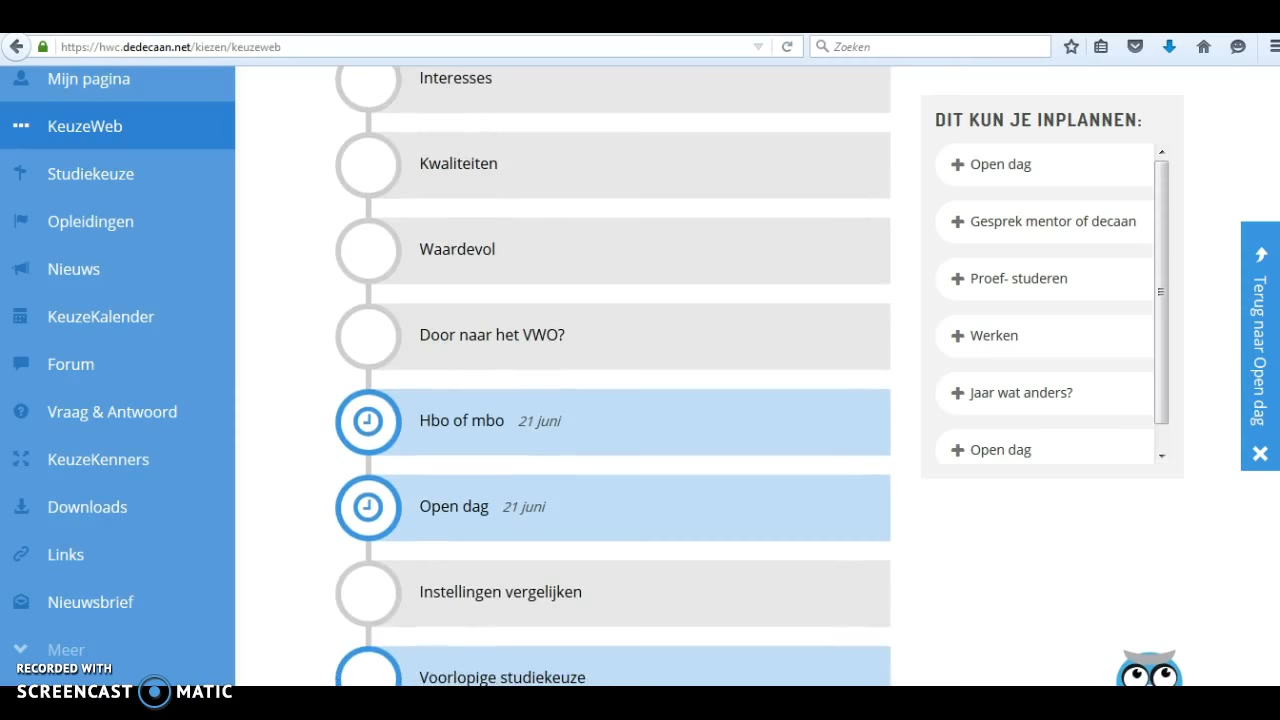 https://hwc.dedecaan.net/kiezen/keuzeweb
Zoeken
Mijn pagina
KeuzeWeb
Studiekeuze
Opleidingen
Nieuws
KeuzeKalender
Forum
Vraag & Antwoord
KeuzeKenners
Downloads
Links
Nieuwsbrief
Meer
Interesses
Kwaliteiten
Waardevol
Door naar het VWO?
Hbo of mbo 21 juni
Open dag 21 juni
Instellingen vergelijken
Voorlopige studiekeuze
DIT KUN JE INPLANNEN:
Open dag
Gesprek mentor of decaan
Proef- studeren
Werken
Jaar wat anders?
Open dag
Terug naar Open dag
RECORDED WITH
SCREENCAST MATIC